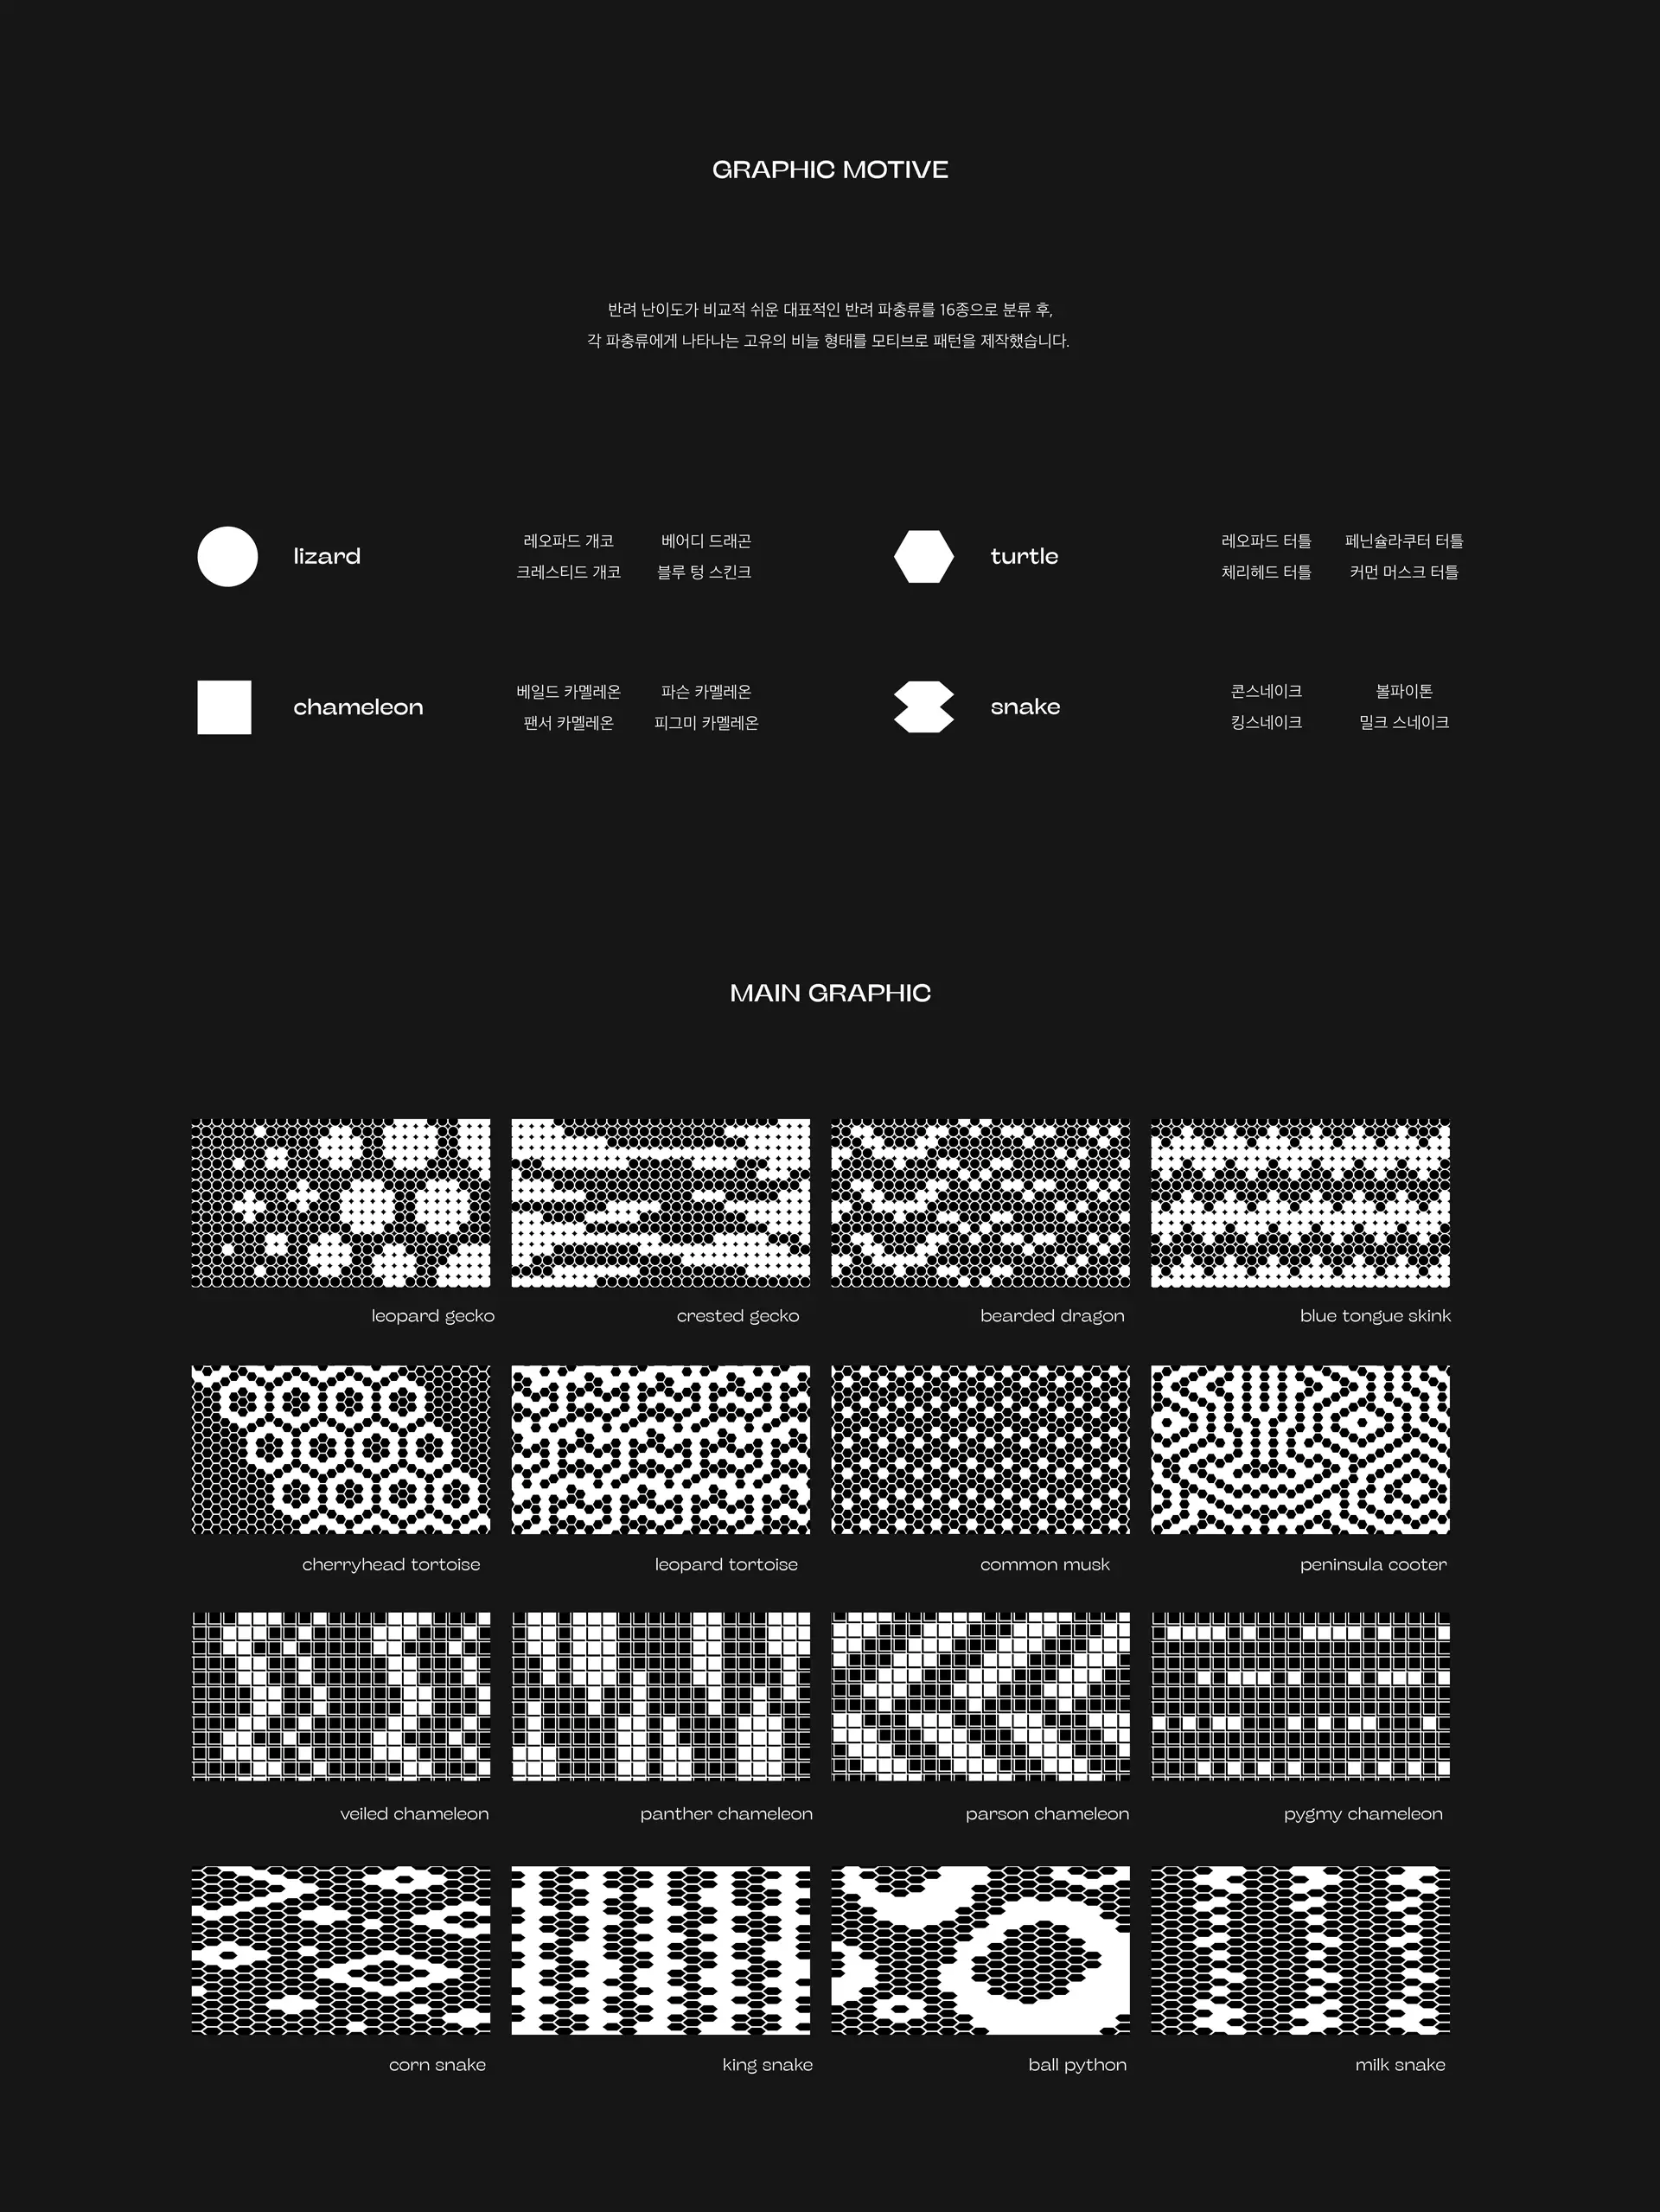 GRAPHIC MOTIVE
반려 난이도가 비교적 쉬운 대표적인 반려 파충류를 16종으로 분류 후,
각 파충류에게 나타나는 고유의 비늘 형태를 모티브로 패턴을 제작했습니다.
lizard
레오파드 개코 베어디 드래곤
크레스티드 개코 블루 텅 스킨크
turtle
레오파드 터틀 페닌슐라쿠터 터틀
체리헤드 터틀 커먼 머스크 터틀
chameleon
베일드 카멜레온 파슨 카멜레온
팬서 카멜레온 피그미 카멜레온
snake
콘스네이크 볼파이톤
킹스네이크 밀크 스네이크
MAIN GRAPHIC
leopard gecko
crested gecko
bearded dragon
blue tongue skink
cherryhead tortoise
leopard tortoise
common musk
peninsula cooter
veiled chameleon
panther chameleon
parson chameleon
pygmy chameleon
corn snake
king snake
ball python
milk snake